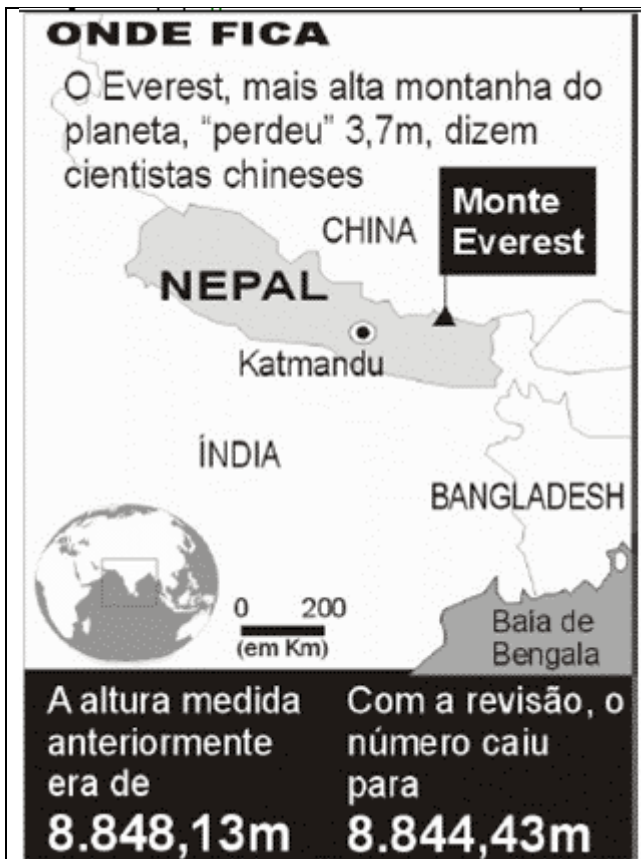 ONDE FICA
O Everest, mais alta montanha do
planeta, “perdeu” 3,7m, dizem
cientistas chineses
Monte
Everest
CHINA
NEPAL
Katmandu
ÍNDIA
BANGLADESH
0 200
(em Km)
Baía de
Bengala
A altura medida
anteriormente
era de
8.848,13m
Com a revisão, o
número caiu
para
8.844,43m